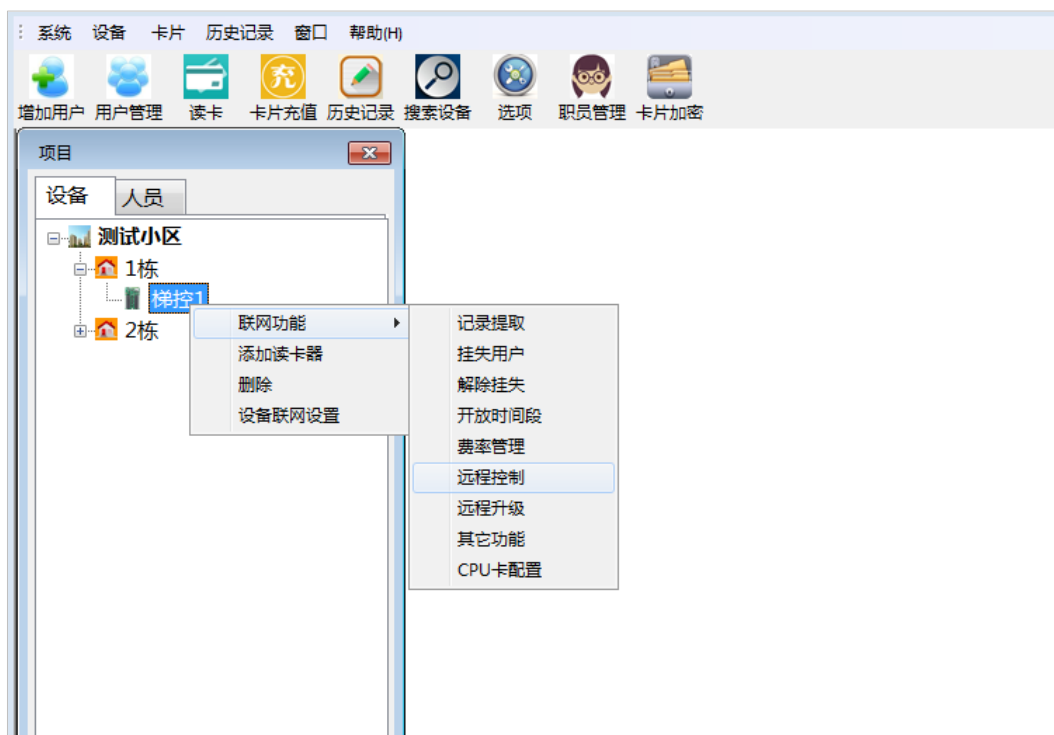 系统 设备 卡片 历史记录 窗口 帮助(H)
充
增加用户 用户管理 读卡 卡片充值 历史记录 搜索设备 选项 职员管理 卡片加密
项目
设备 人员
测试小区
1栋
梯控1
2栋
联网功能
添加读卡器
删除
设备联网设置
记录提取
挂失用户
解除挂失
开放时间段
费率管理
远程控制
远程升级
其它功能
CPU卡配置